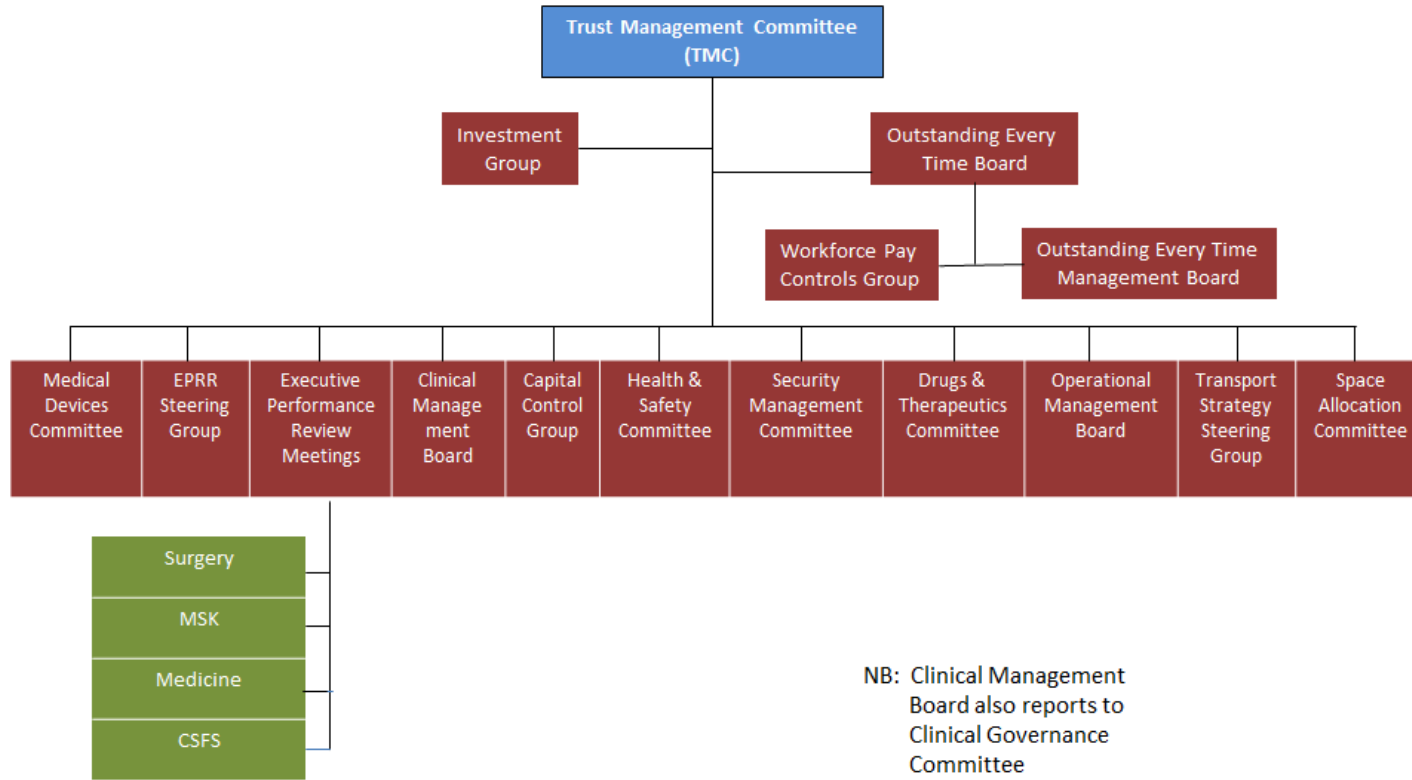 Trust Management Committee
(TMC)
Investment
Group
Outstanding Every
Time Board
Workforce Pay
Controls Group
Outstanding Every Time
Management Board
Medical
Devices
Committee
EPRR
Steering
Group
Executive
Performance
Review
Meetings
Clinical
Manage
ment
Board
Capital
Control
Group
Health &
Safety
Committee
Security
Management
Committee
Drugs &
Therapeutics
Committee
Operational
Management
Board
Transport
Strategy
Steering
Group
Space
Allocation
Committee
Surgery
MSK
Medicine
CSFS
NB: Clinical Management
Board also reports to
Clinical Governance
Committee